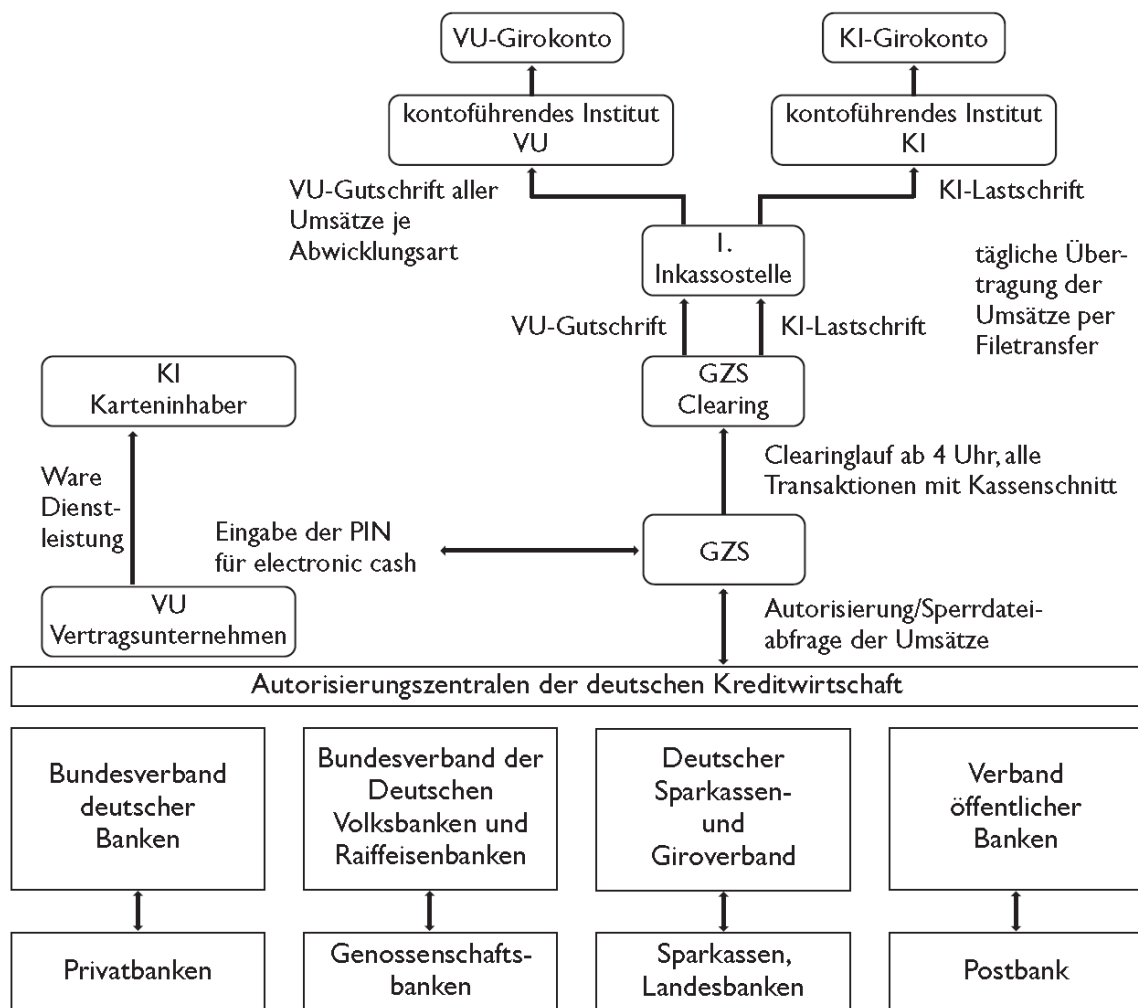 VU-Girokonto
KI-Girokonto
kontoführendes Institut
VU
kontoführendes Institut
KI
VU-Gutschrift aller
Umsätze je
Abwicklungsart
KI-Lastschrift
1.
Inkassostelle
tägliche Über-
tragung der
Umsätze per
Filetransfer
VU-Gutschrift
KI-Lastschrift
KI
Karteninhaber
GZS
Clearing
Ware
Dienst-
leistung
Clearinglauf ab 4 Uhr, alle
Transaktionen mit Kassenschnitt
Eingabe der PIN
für electronic cash
GZS
VU
Vertragsunternehmen
Autorisierung/Sperrdatei-
abfrage der Umsätze
Autorisierungszentralen der deutschen Kreditwirtschaft
Bundesverband
deutscher
Banken
Bundesverband der
Deutschen
Volksbanken und
Raiffeisenbanken
Deutscher
Sparkassen-
und
Giroverband
Verband
öffentlicher
Banken
Privatbanken
Genossenschafts-
banken
Sparkassen,
Landesbanken
Postbank